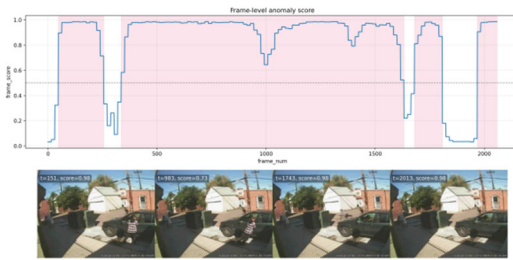 Frame-level anomaly score
1.0
0.8
0.6
0.4
0.2
0.0
frame_score
0 500 1000 1500 2000
frame_num
t=151, score=0.98 t=983, score=0.73 t=1743, score=0.98 t=2013, score=0.98